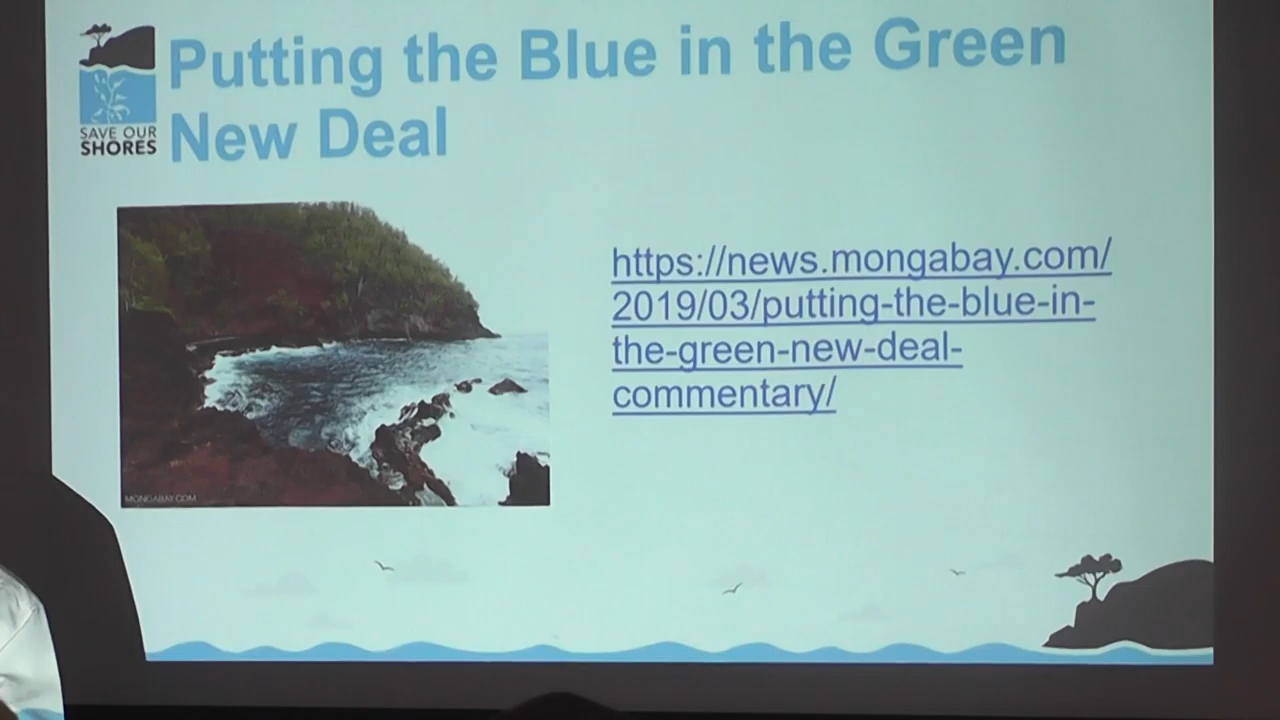 Putting the Blue in the Green
New Deal
SAVE OUR
SHORES
https://news.mongabay.com/
2019/03/putting-the-blue-in-
the-green-new-deal-
commentary/
MONGABAY.COM